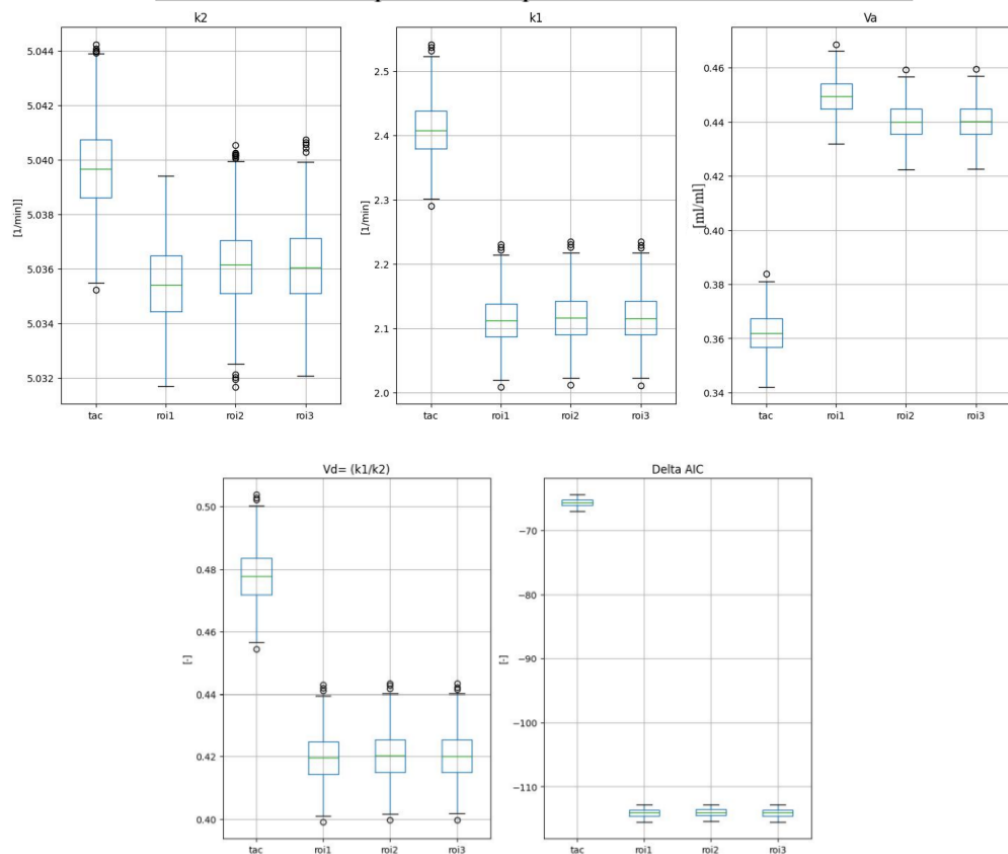 k2
k1
Va
5.044
5.042
5.040
5.038
5.036
5.034
5.032
[1/min]]
tac
roi1
roi2
roi3
2.5
2.4
2.3
2.2
2.1
2.0
[1/min]
tac
roi1
roi2
roi3
0.46
0.44
0.42
0.40
0.38
0.36
0.34
[ml/ml]
tac
roi1
roi2
roi3
Vd= (k1/k2)
Delta AIC
0.50
0.48
0.46
0.44
0.42
0.40
[-]
tac
roi1
roi2
roi3
−70
−80
−90
−100
−110
[-]
tac
roi1
roi2
roi3